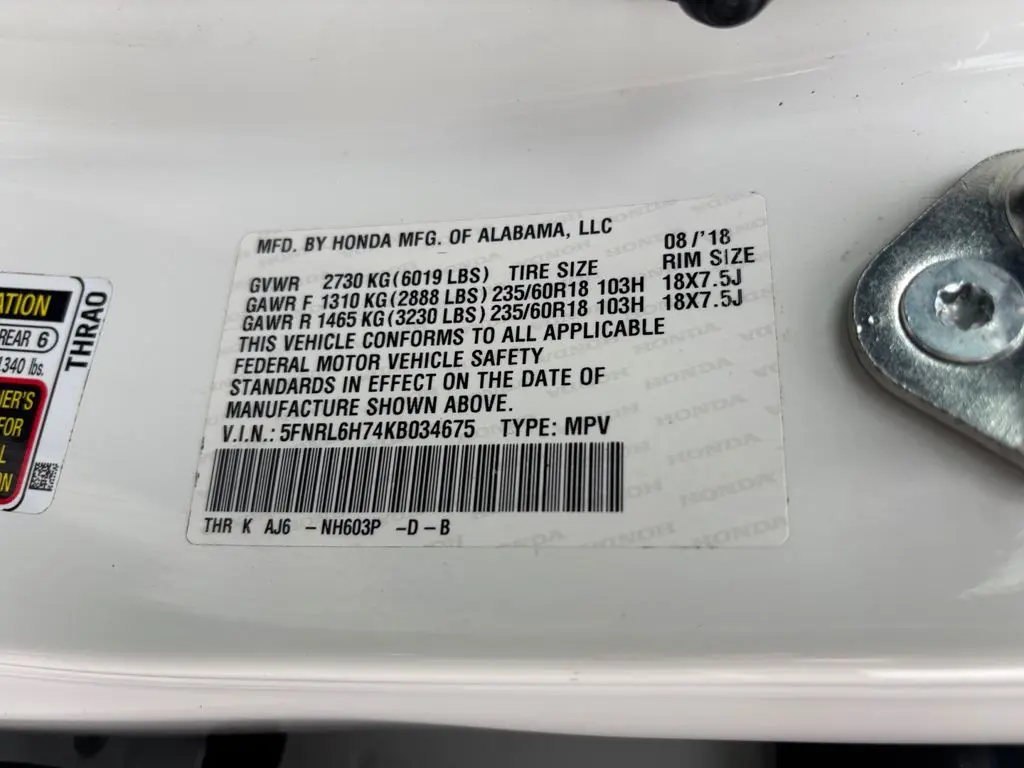 MFD. BY HONDA MFG. OF ALABAMA, LLC 08/'18
GVWR 2730 KG (6019 LBS) TIRE SIZE RIM SIZE
GAWR F 1310 KG (2888 LBS) 235/60R18 103H 18X7.5J
GAWR R 1465 KG (3230 LBS) 235/60R18 103H 18X7.5J
THIS VEHICLE CONFORMS TO ALL APPLICABLE
FEDERAL MOTOR VEHICLE SAFETY
STANDARDS IN EFFECT ON THE DATE OF
MANUFACTURE SHOWN ABOVE.
V.I.N.: 5FNRL6H74KB034675 TYPE: MPV
THR K AJ6 -NH603P -D-B
REAR 6
lbs.
FOR
THRAO
HONDA